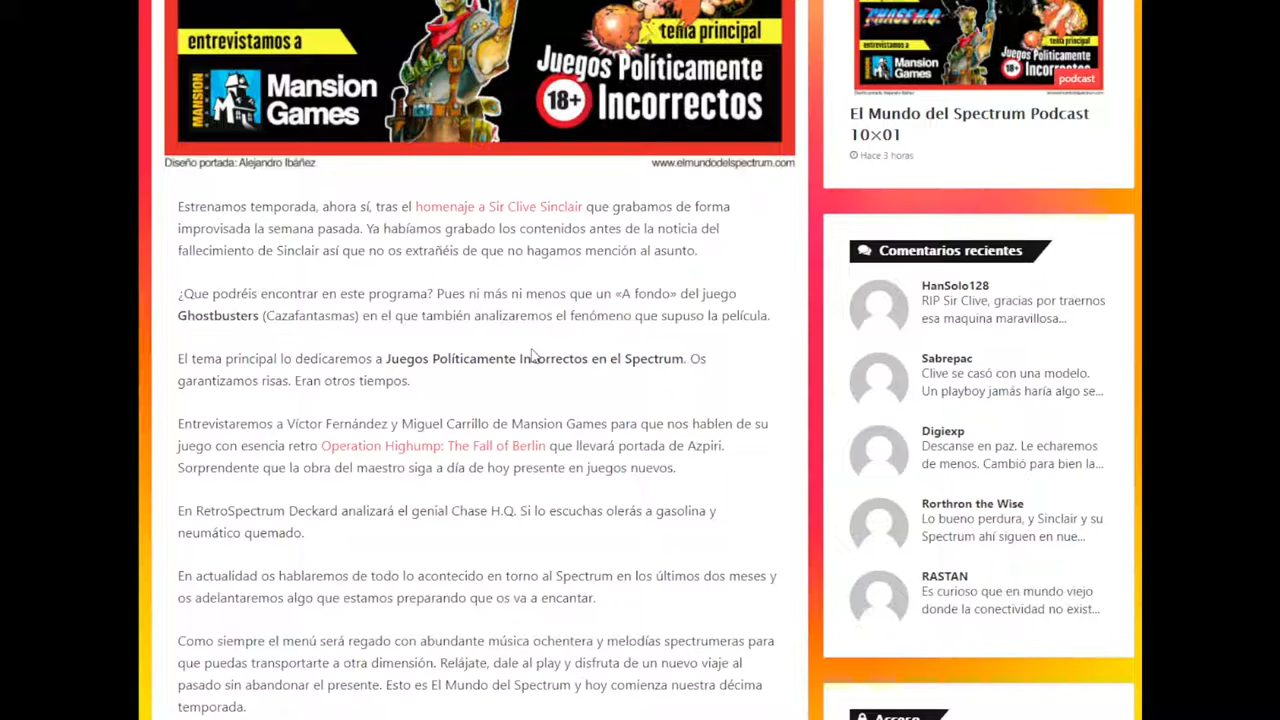 entrevistamos a
MANSION
Mansion
Games
tema principal
Juegos Políticamente
18+
Incorrectos
Diseño portada: Alejandro Ibáñez
www.elmundodelspectrum.com
Estrenamos temporada, ahora sí, tras el homenaje a Sir Clive Sinclair que grabamos de forma
improvisada la semana pasada. Ya habíamos grabado los contenidos antes de la noticia del
fallecimiento de Sinclair así que no os extrañéis de que no hagamos mención al asunto.
¿Que podréis encontrar en este programa? Pues ni más ni menos que un «A fondo» del juego
Ghostbusters (Cazafantasmas) en el que también analizaremos el fenómeno que supuso la película.
El tema principal lo dedicaremos a Juegos Políticamente Incorrectos en el Spectrum. Os
garantizamos risas. Eran otros tiempos.
Entrevistaremos a Víctor Fernández y Miguel Carrillo de Mansion Games para que nos hablen de su
juego con esencia retro Operation Highump: The Fall of Berlin que llevará portada de Azpiri.
Sorprendente que la obra del maestro siga a día de hoy presente en juegos nuevos.
En RetroSpectrum Deckard analizará el genial Chase H.Q. Si lo escuchas olerás a gasolina y
neumático quemado.
En actualidad os hablaremos de todo lo acontecido en torno al Spectrum en los últimos dos meses y
os adelantaremos algo que estamos preparando que os va a encantar.
Como siempre el menú será regado con abundante música ochentera y melodías spectrumeras para
que puedas transportarte a otra dimensión. Relájate, dale al play y disfruta de un nuevo viaje al
pasado sin abandonar el presente. Esto es El Mundo del Spectrum y hoy comienza nuestra décima
temporada.
PHASE H.Q.
entrevistamos a
Mansion
Games
tema principal
Juegos Políticamente
18+
podcast
El Mundo del Spectrum Podcast
10×01
Hace 3 horas
Comentarios recientes
HanSolo128
RIP Sir Clive, gracias por traernos
esa maquina maravillosa...
Sabrepac
Clive se casó con una modelo.
Un playboy jamás haría algo se...
Digiexp
Descanse en paz. Le echaremos
de menos. Cambió para bien la...
Rorthron the Wise
Lo bueno perdura, y Sinclair y su
Spectrum ahí siguen en nue...
RASTAN
Es curioso que en mundo viejo
donde la conectividad no exist...
Acceso